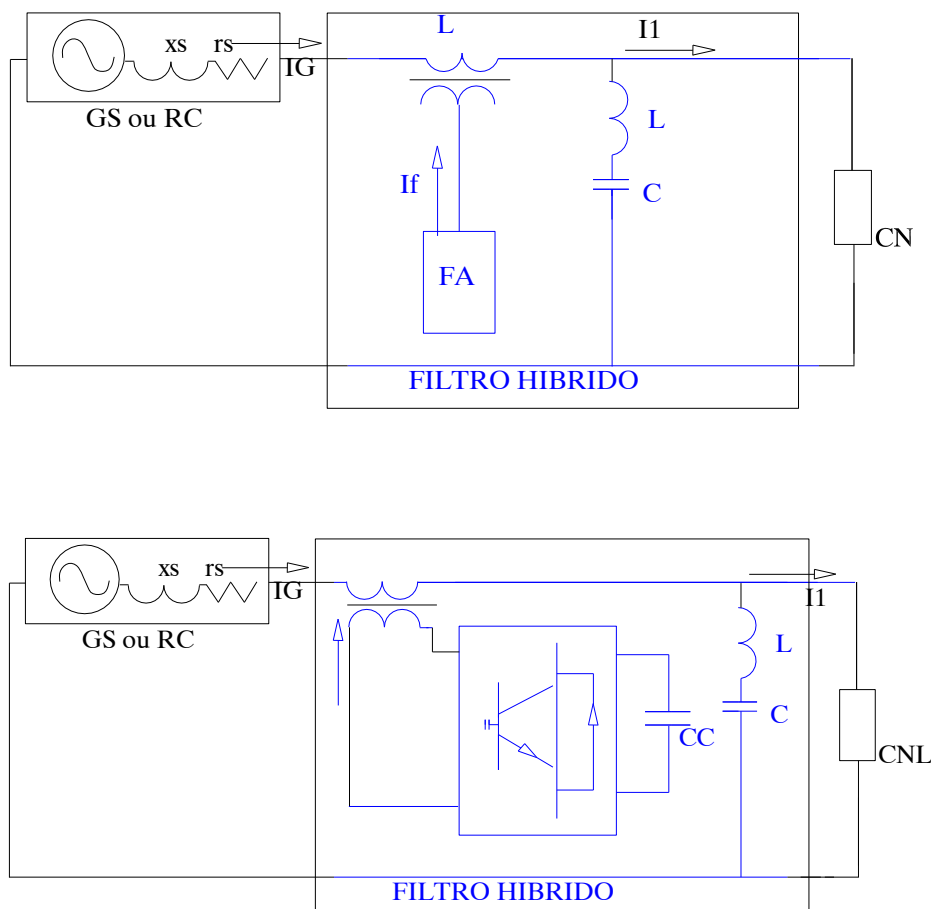 L
I1
xs rs
IG
GS ou RC
L
If
C
CN
FA
FILTRO HIBRIDO
xs rs
IG
I1
GS ou RC
L
C
CC
CNL
FILTRO HIBRIDO